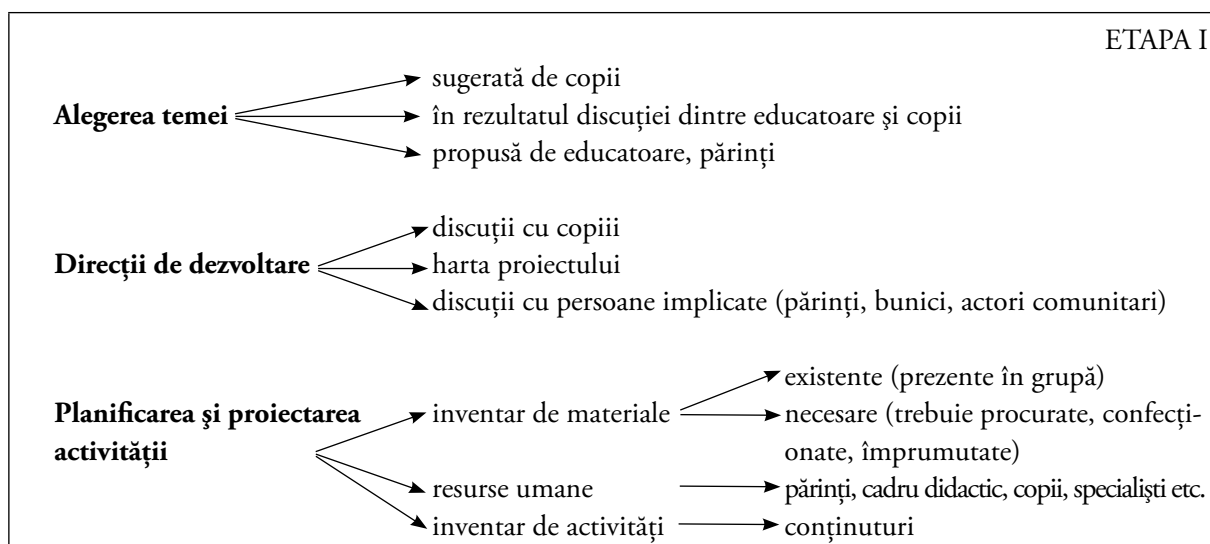 ETAPA I
sugerată de copii
Alegerea temei
în rezultatul discuției dintre educatoare şi copii
propusă de educatoare, părinți
discuții cu copiii
Direcții de dezvoltare
harta proiectului
discuții cu persoane implicate (părinți, bunici, actori comunitari)
existente (prezente în grupă)
Planificarea şi proiectarea
activității
inventar de materiale
necesare (trebuie procurate, confecți-
onate, împrumutate)
resurse umane
părinți, cadru didactic, copii, specialişti etc.
inventar de activități
conținuturi